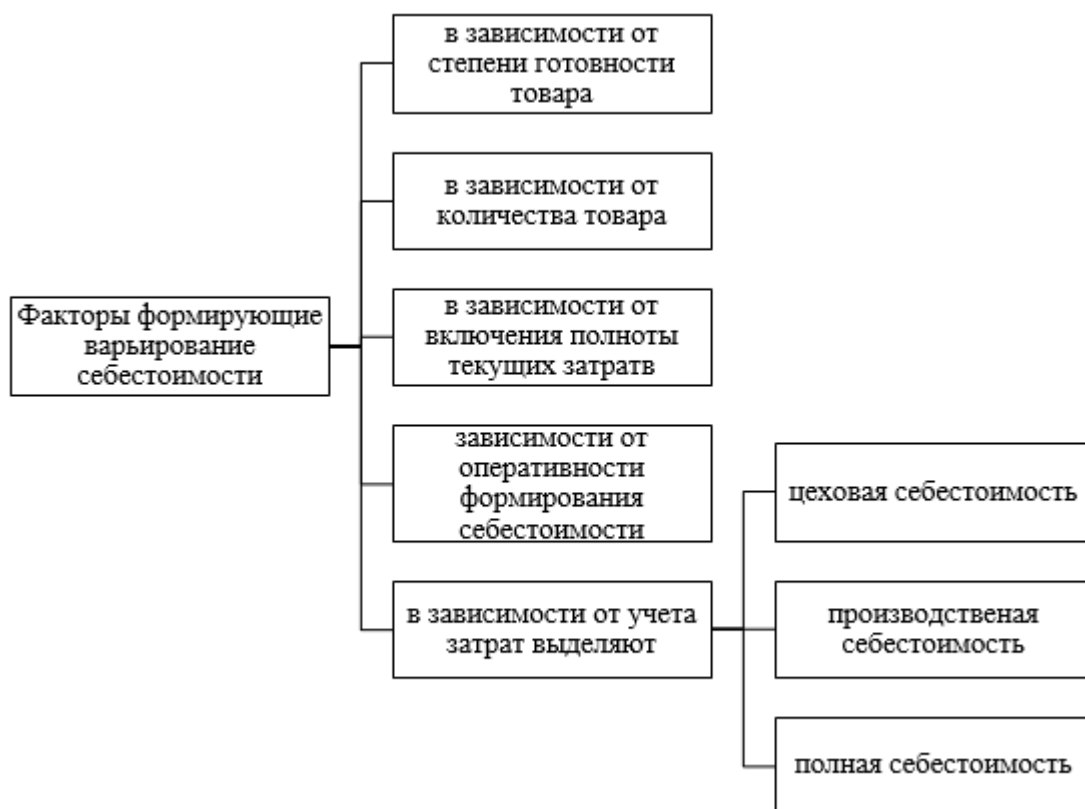 в зависимости от
степени готовности
товара
в зависимости от
количества товара
Факторы формирующие
варьирование
себестоимости
в зависимости от
включения полноты
текущих затратв
зависимости от
оперативности
формирования
себестоимости
в зависимости от учета
затрат выделяют
цеховая себестоимость
производственая
себестоимость
полная себестоимость